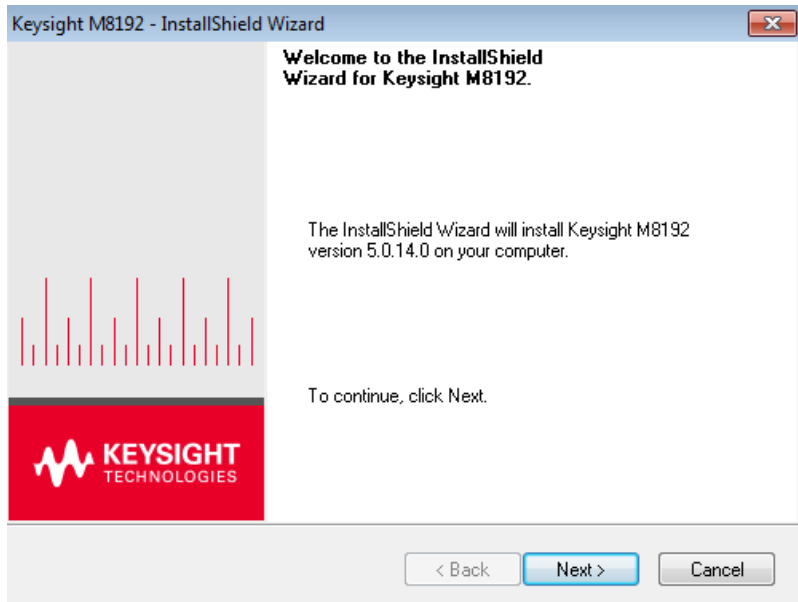 Keysight M8192 - InstallShield Wizard
Welcome to the InstallShield
Wizard for Keysight M8192.
The InstallShield Wizard will install Keysight M8192
version 5.0.14.0 on your computer.
To continue, click Next.
KEYSIGHT
TECHNOLOGIES
< Back
Next >
Cancel